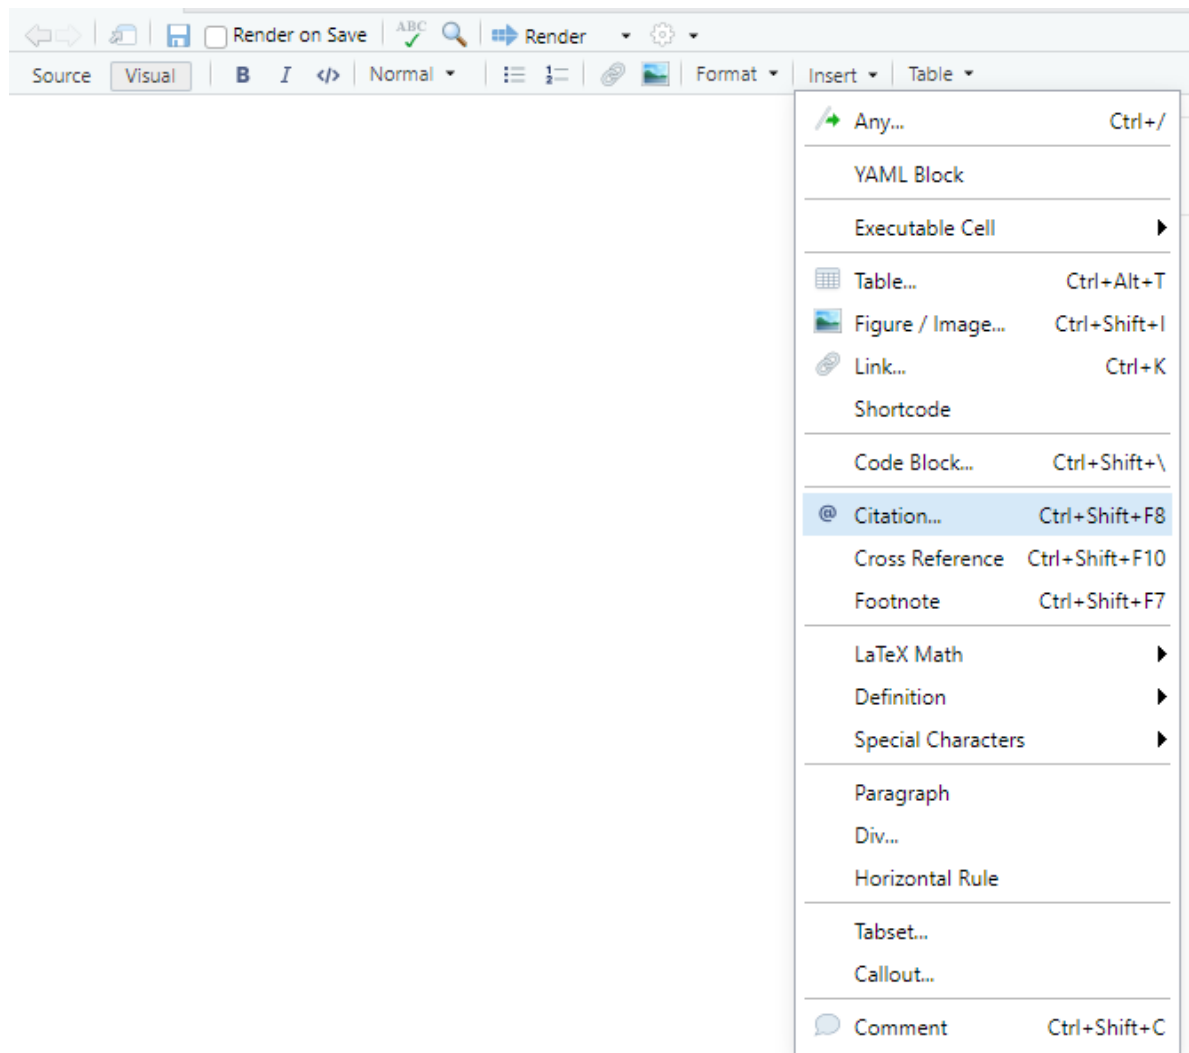 Render on Save ABC Render
Source Visual B I </> Normal Format Insert Table
Any... Ctrl+/
YAML Block
Executable Cell
Table... Ctrl+Alt+T
Figure / Image... Ctrl+Shift+I
Link... Ctrl+K
Shortcode
Code Block... Ctrl+Shift+\
@ Citation... Ctrl+Shift+F8
Cross Reference Ctrl+Shift+F10
Footnote Ctrl+Shift+F7
LaTeX Math
Definition
Special Characters
Paragraph
Div...
Horizontal Rule
Tabset...
Callout...
Comment Ctrl+Shift+C